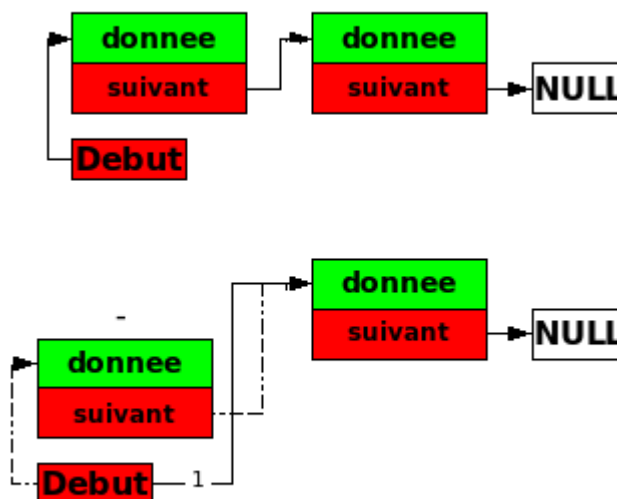 donnee donnee
suivant suivant NULL
Debut
donnee
suivant NULL
-
donnee
suivant
Debut 1